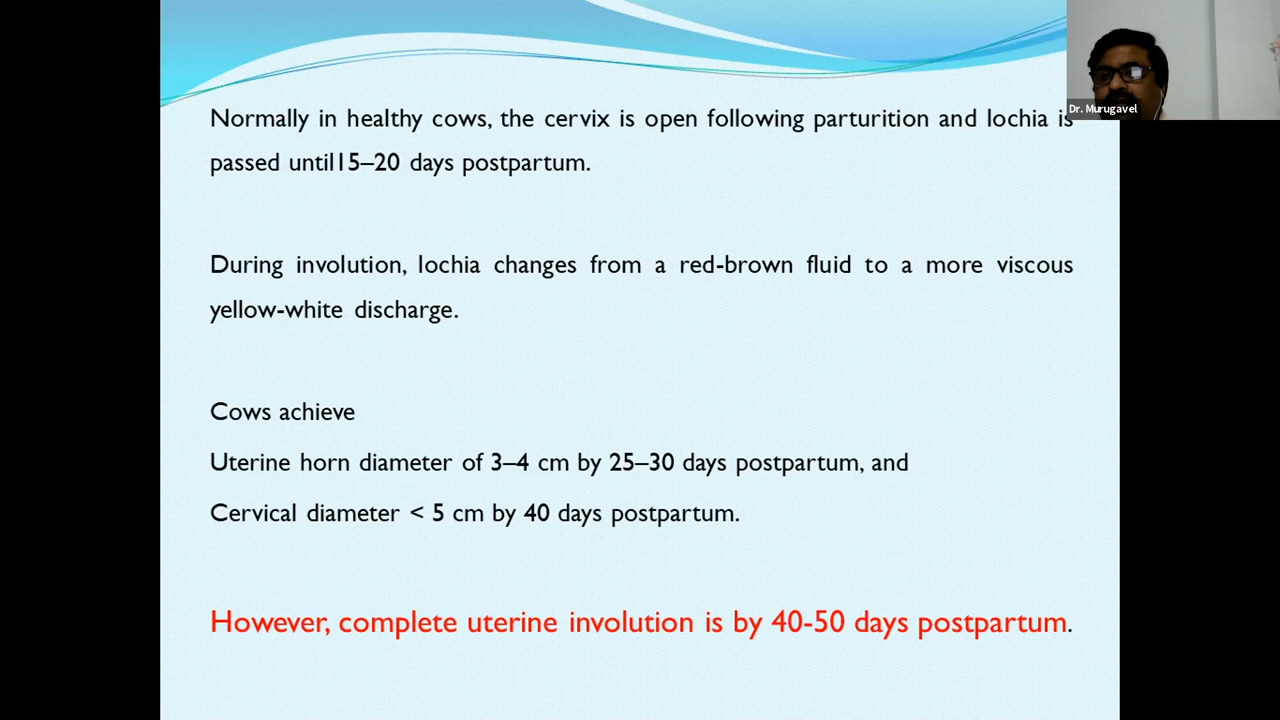 Normally in healthy cows, the cervix is open following parturition and lochia is
passed until15–20 days postpartum.
During involution, lochia changes from a red-brown fluid to a more viscous
yellow-white discharge.
Cows achieve
Uterine horn diameter of 3–4 cm by 25–30 days postpartum, and
Cervical diameter < 5 cm by 40 days postpartum.
However, complete uterine involution is by 40-50 days postpartum.
Dr. Murugavel